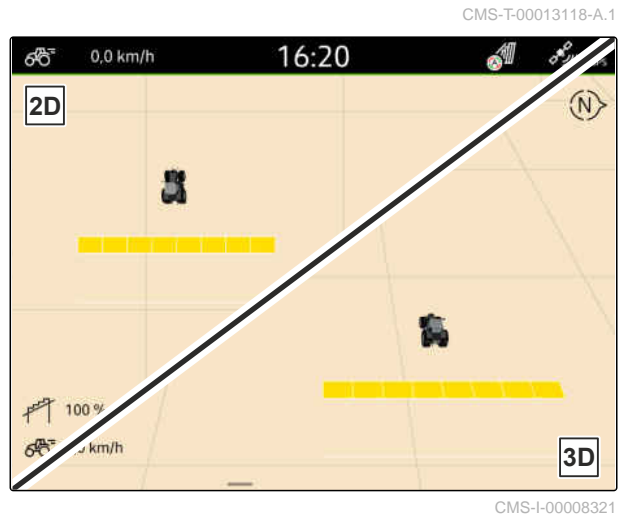 CMS-T-00013118-A.1
0,0 km/h
16:20
2D
N
100 %
km/h
3D
CMS-I-00008321